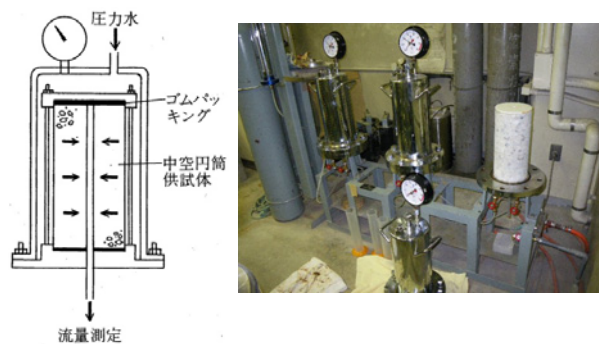 圧力水
ゴムパッ
キング
中空円筒
供試体
流量測定